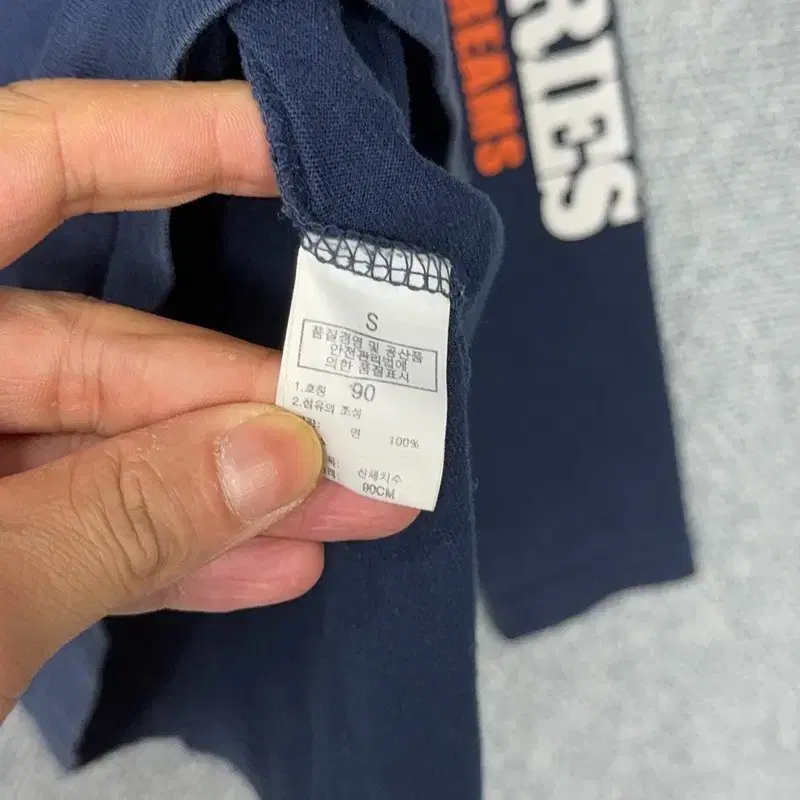 RIES
REAMS
S
품질경영 및 공산품
안전관리법에
의한 품질표시
1.호칭 90
2.섬유의 조성
면 100%
신체치수
90CM